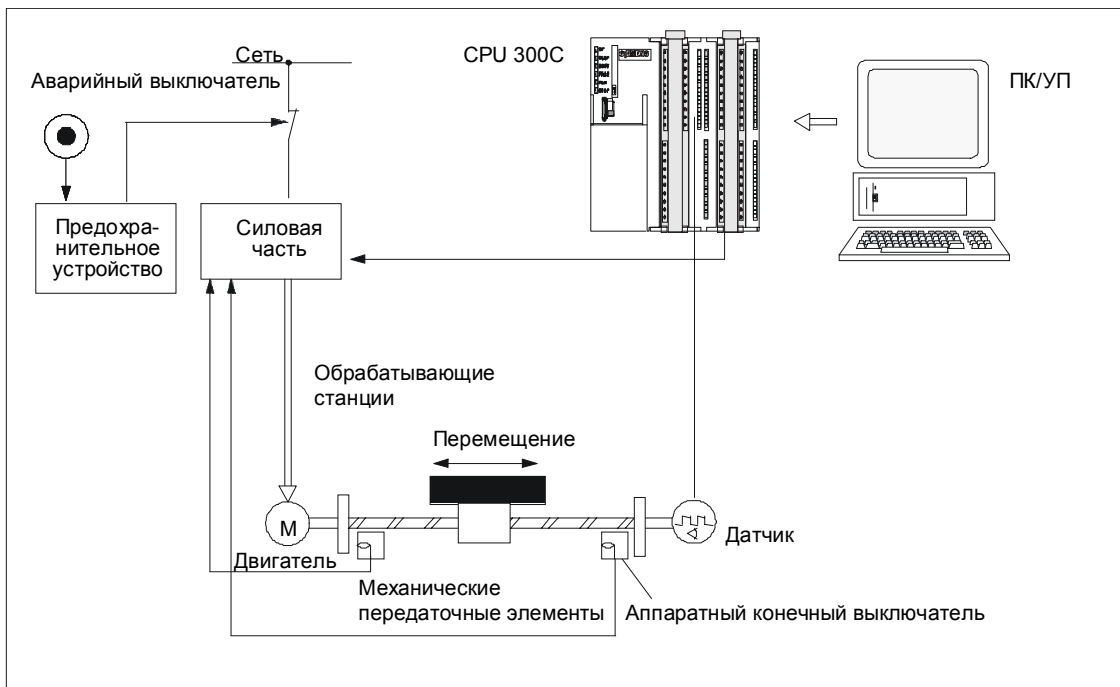 Сеть
Аварийный выключатель
CPU 300C
SIEMENS
ПК/УП
Предохра-
нительное
устройство
Силовая
часть
Обрабатывающие
станции
Перемещение
M
Двигатель
Датчик
Механические
передаточные элементы
Аппаратный конечный выключатель